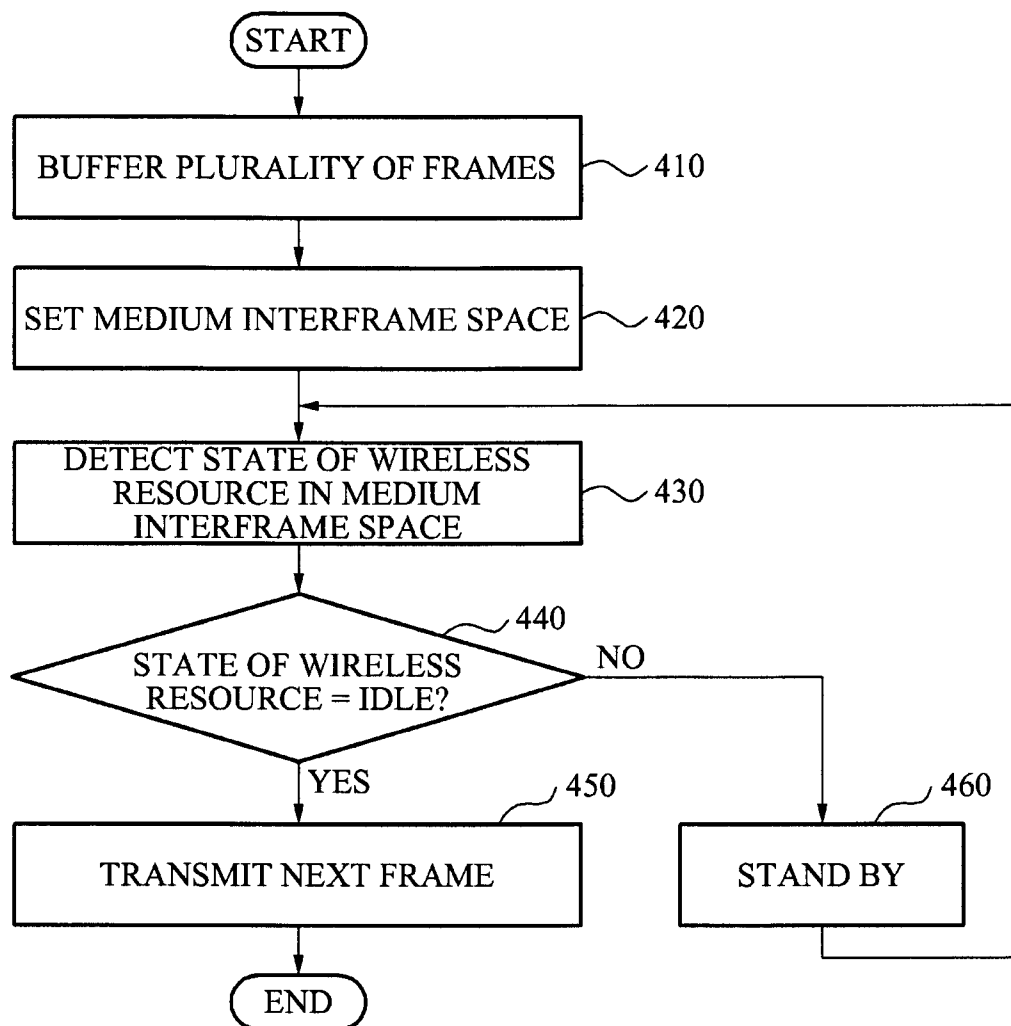 START
BUFFER PLURALITY OF FRAMES
410
SET MEDIUM INTERFRAME SPACE
420
DETECT STATE OF WIRELESS
RESOURCE IN MEDIUM
INTERFRAME SPACE
430
440
STATE OF WIRELESS
RESOURCE = IDLE?
NO
YES
450
460
TRANSMIT NEXT FRAME
STAND BY
END